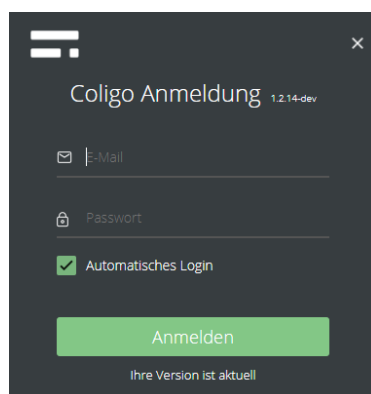 Coligo Anmeldung 1.2.14-dev
E-Mail
Passwort
Automatisches Login
Anmelden
Ihre Version ist aktuell